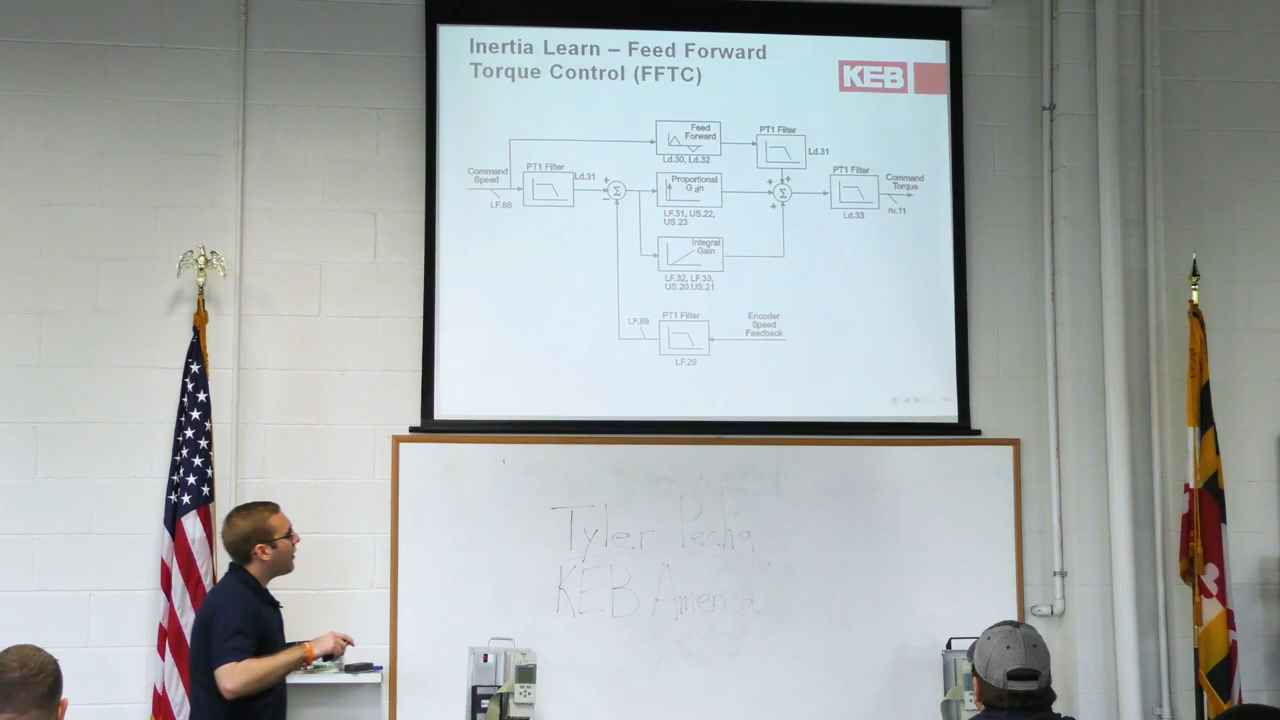 Inertia Learn – Feed Forward
Torque Control (FFTC)
KEB
Feed
Forward
Ld.30, Ld.32
PT1 Filter
Ld.31
Command
Speed
LF.88
PT1 Filter
Ld.31
+
−
Σ
Proportional
Gain
LF.31, US.22,
US.23
+
+
+
Σ
PT1 Filter
Ld.33
Command
Torque
ru.11
Integral
Gain
LF.32, LF.33,
US.20,US.21
LF.89
PT1 Filter
LF.29
Encoder
Speed
Feedback
Tyler Pecha
KEB America